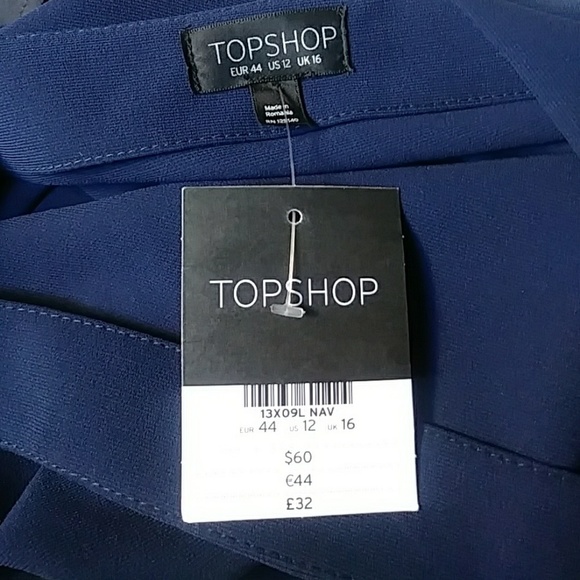 TOPSHOP
EUR 44 US 12 UK 16
Made in
Romania
TOPSHOP
13X09L NAV
EUR 44 US 12 UK 16
$60
€44
£32